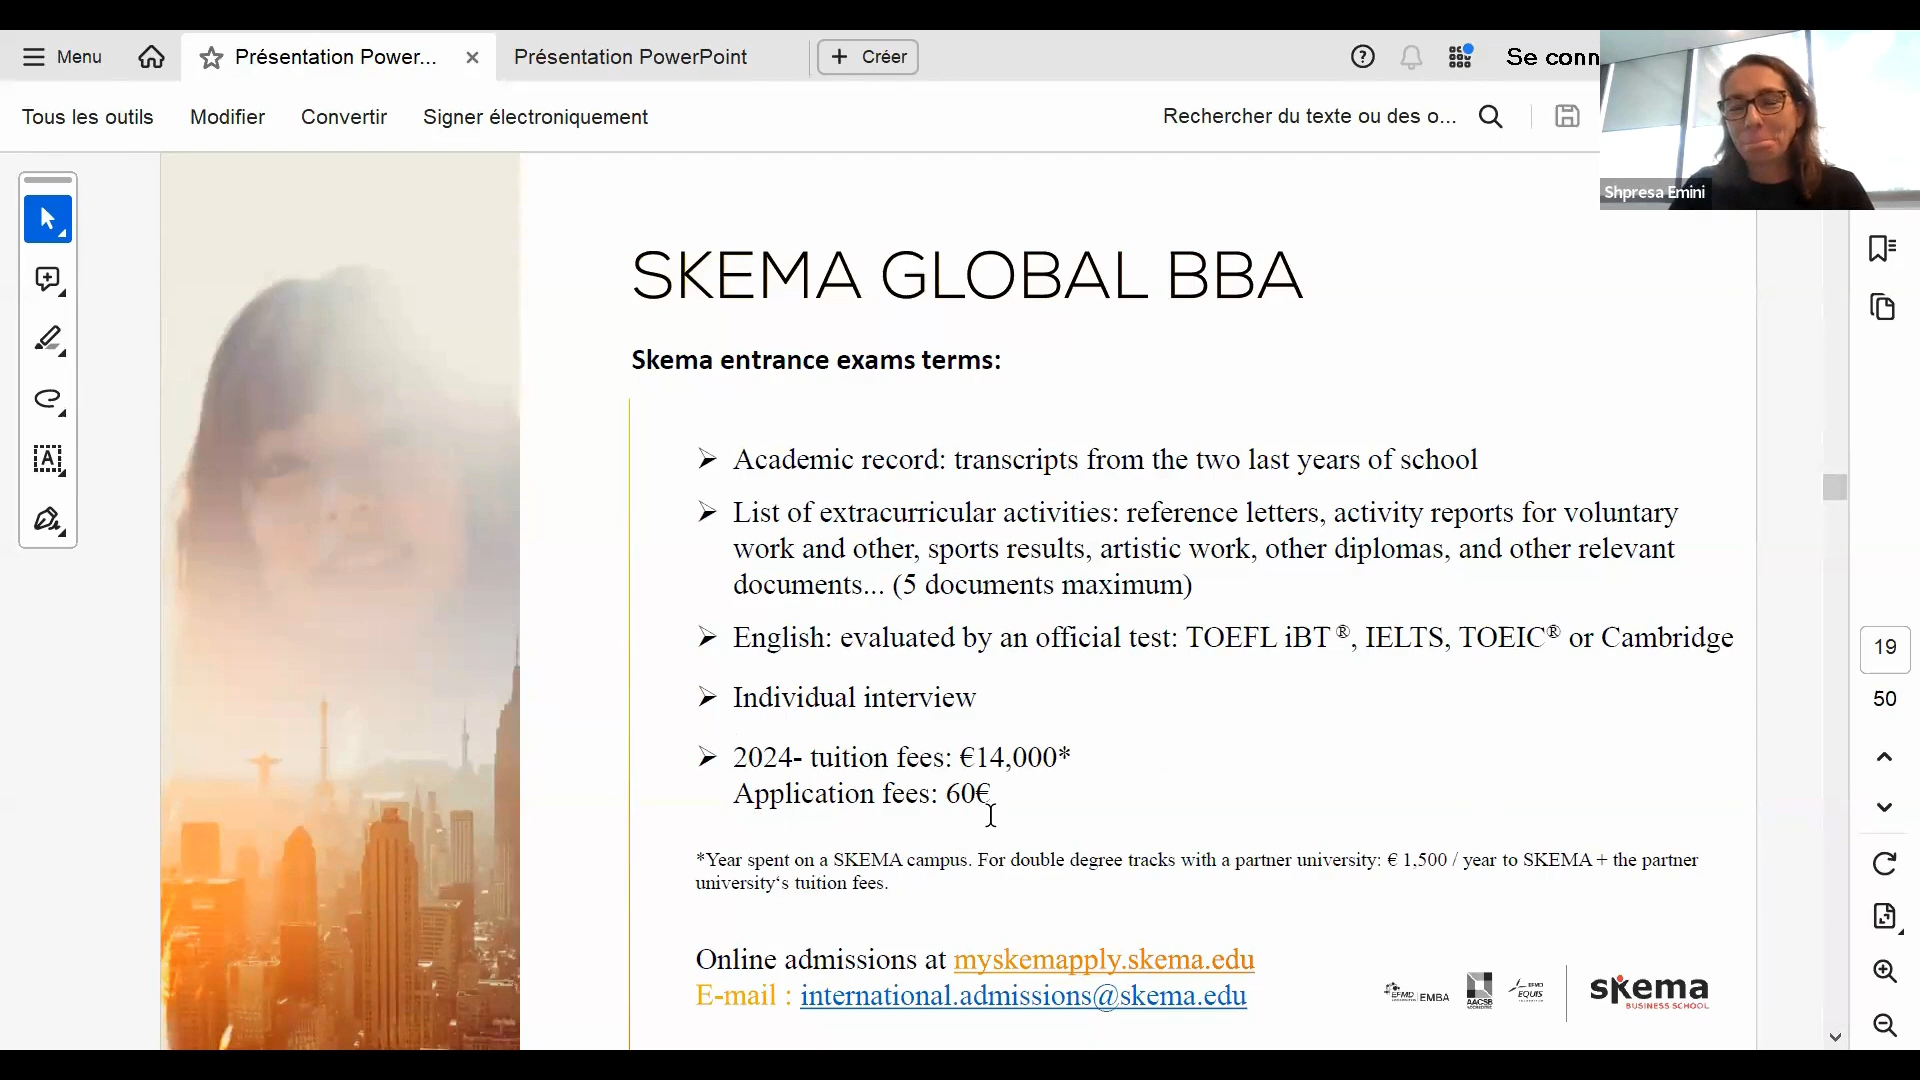 Menu
Présentation Power...
Présentation PowerPoint
Créer
Se conn
Tous les outils
Modifier
Convertir
Signer électroniquement
Rechercher du texte ou des o...
Shpresa Emini
SKEMA GLOBAL BBA
Skema entrance exams terms:
Academic record: transcripts from the two last years of school
List of extracurricular activities: reference letters, activity reports for voluntary
work and other, sports results, artistic work, other diplomas, and other relevant
documents... (5 documents maximum)
English: evaluated by an official test: TOEFL iBT®, IELTS, TOEIC® or Cambridge
Individual interview
2024- tuition fees: €14,000*
Application fees: 60€
*Year spent on a SKEMA campus. For double degree tracks with a partner university: € 1,500 / year to SKEMA + the partner
university‘s tuition fees.
Online admissions at myskemapply.skema.edu
E-mail : international.admissions@skema.edu
EFMD EMBA
AACSB
EFMD
EQUIS
skema
BUSINESS SCHOOL
19
50